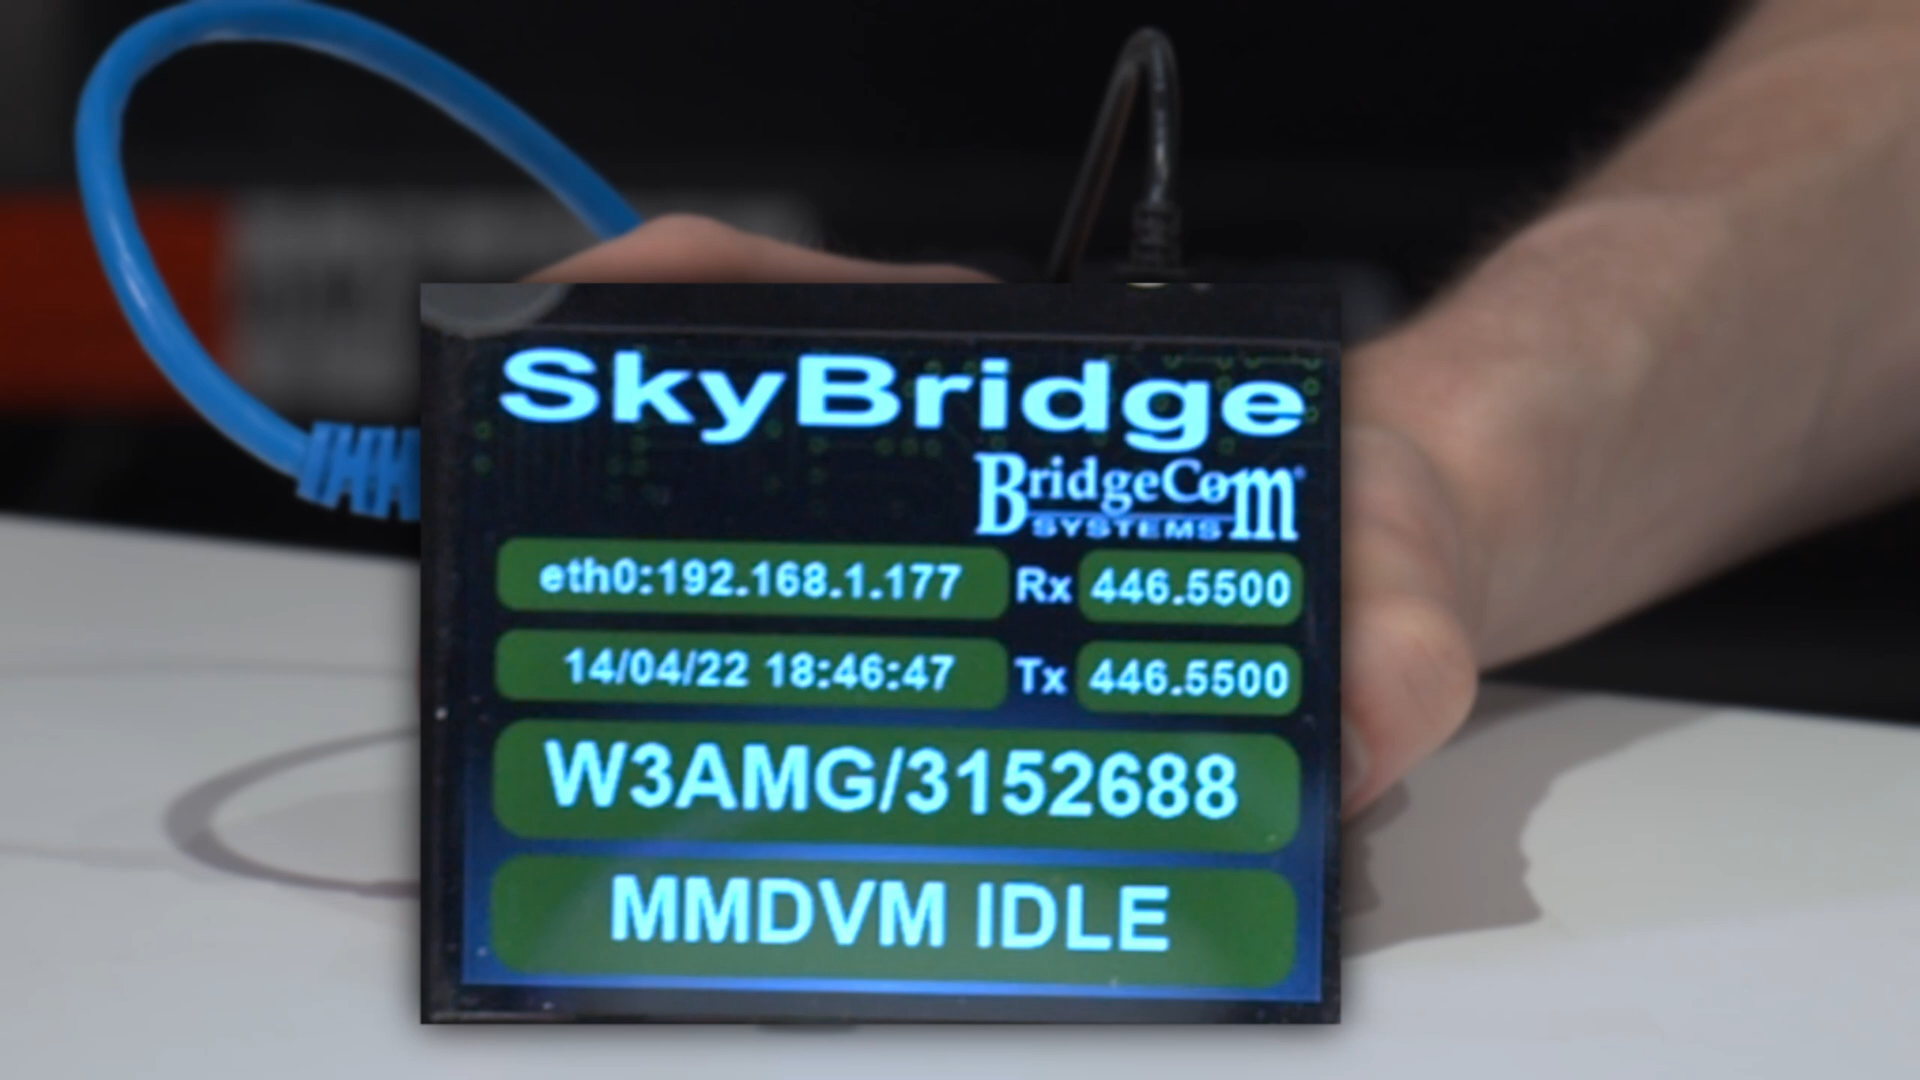 SkyBridge
BridgeCom®
SYSTEMS
eth0:192.168.1.177 Rx 446.5500
14/04/22 18:46:47 Tx 446.5500
W3AMG/3152688
MMDVM IDLE